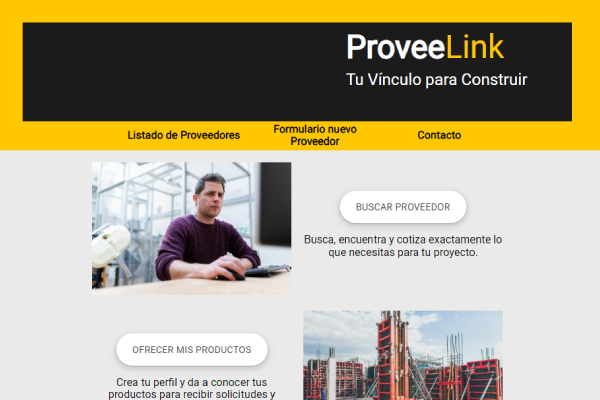 ProveeLink
Tu Vínculo para Construir
Listado de Proveedores
Formulario nuevo
Proveedor
Contacto
BUSCAR PROVEEDOR
Busca, encuentra y cotiza exactamente lo
que necesitas para tu proyecto.
OFRECER MIS PRODUCTOS
Crea tu perfil y da a conocer tus
productos para recibir solicitudes y